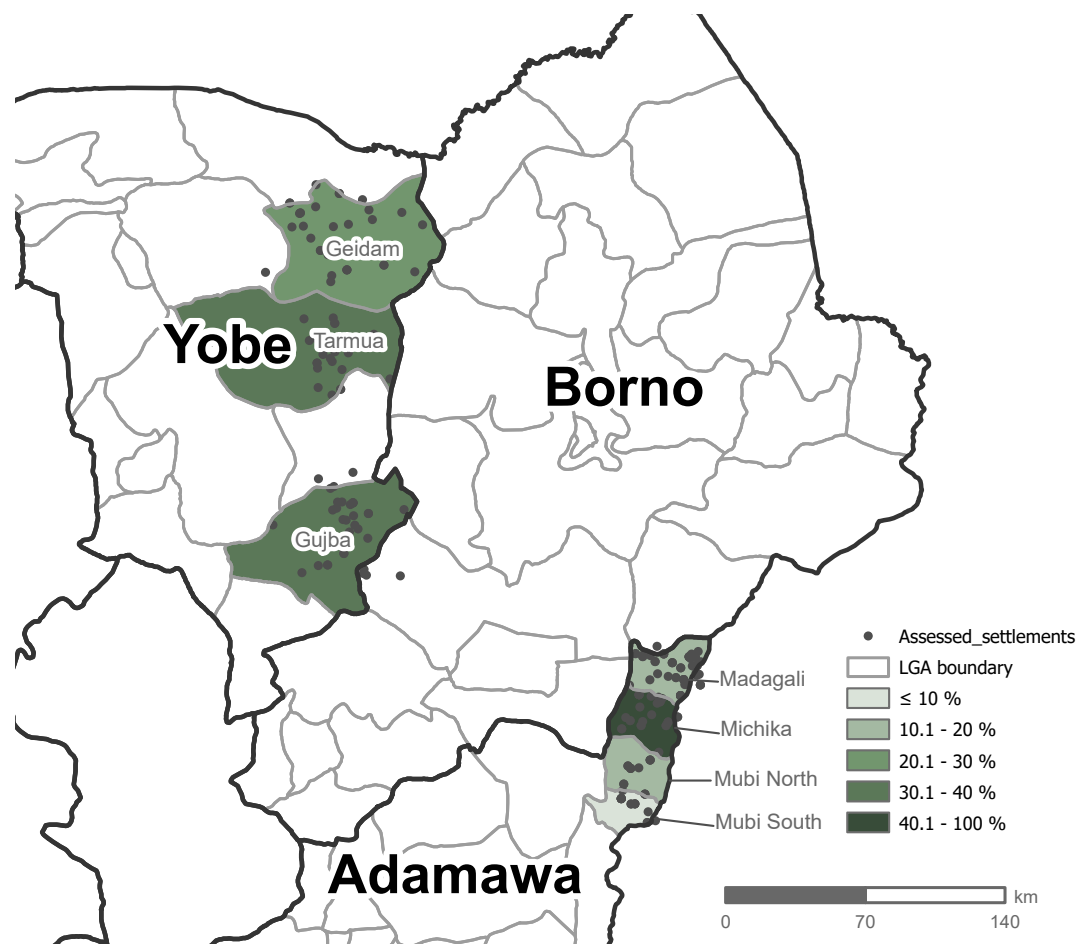 Geidam
Yobe
Tarmua
Borno
Gujba
Assessed_settlements
LGA boundary
≤ 10 %
10.1 - 20 %
20.1 - 30 %
30.1 - 40 %
40.1 - 100 %
Madagali
Michika
Mubi North
Mubi South
Adamawa
km
0 70 140